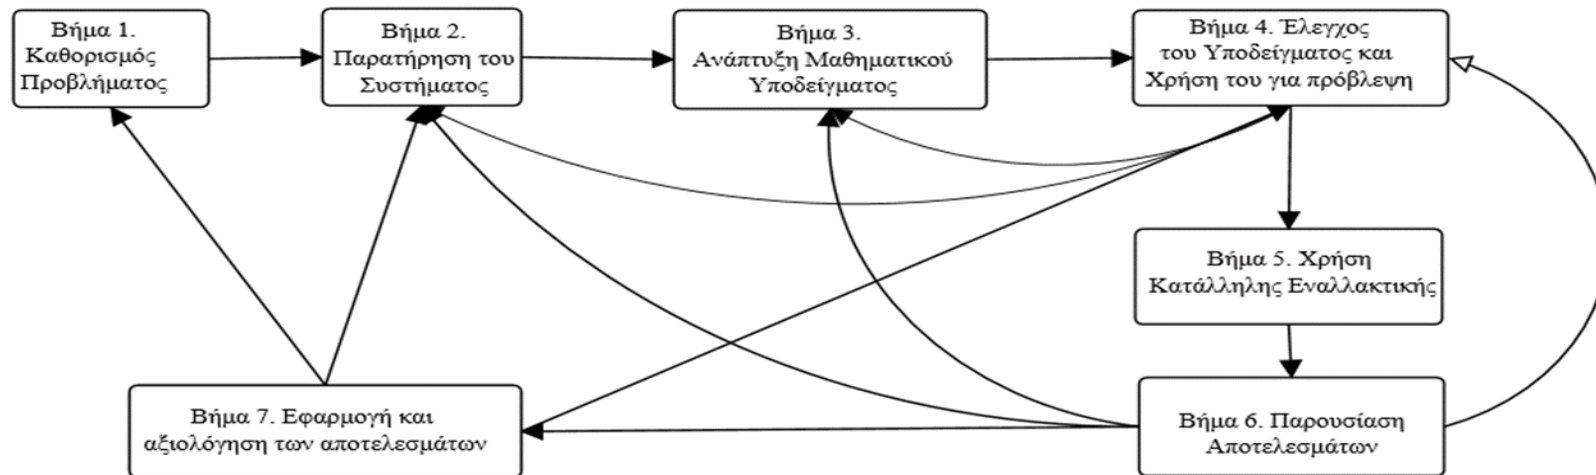 Βήμα 1.
Καθορισμός
Προβλήματος
Βήμα 2.
Παρατήρηση του
Συστήματος
Βήμα 3.
Ανάπτυξη Μαθηματικού
Υποδείγματος
Βήμα 4. Έλεγχος
του Υποδείγματος και
Χρήση του για πρόβλεψη
Βήμα 5. Χρήση
Κατάλληλης Εναλλακτικής
Βήμα 6. Παρουσίαση
Αποτελεσμάτων
Βήμα 7. Εφαρμογή και
αξιολόγηση των αποτελεσμάτων